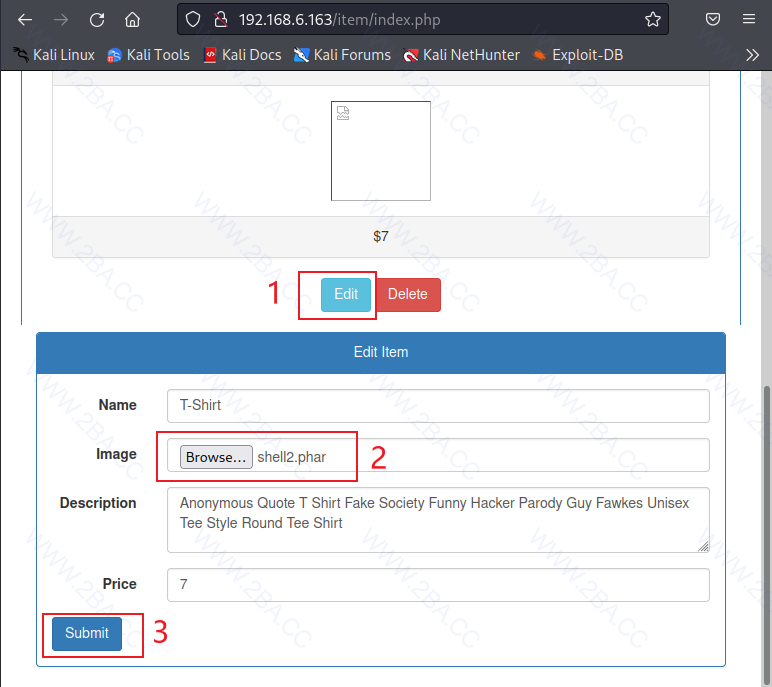 192.168.6.163/item/index.php
Kali Linux Kali Tools Kali Docs Kali Forums Kali NetHunter Exploit-DB
$7
1 Edit Delete
Edit Item
Name T-Shirt
Image Browse... shell2.phar 2
Description Anonymous Quote T Shirt Fake Society Funny Hacker Parody Guy Fawkes Unisex
Tee Style Round Tee Shirt
Price 7
Submit 3
WWW.2BA.CC